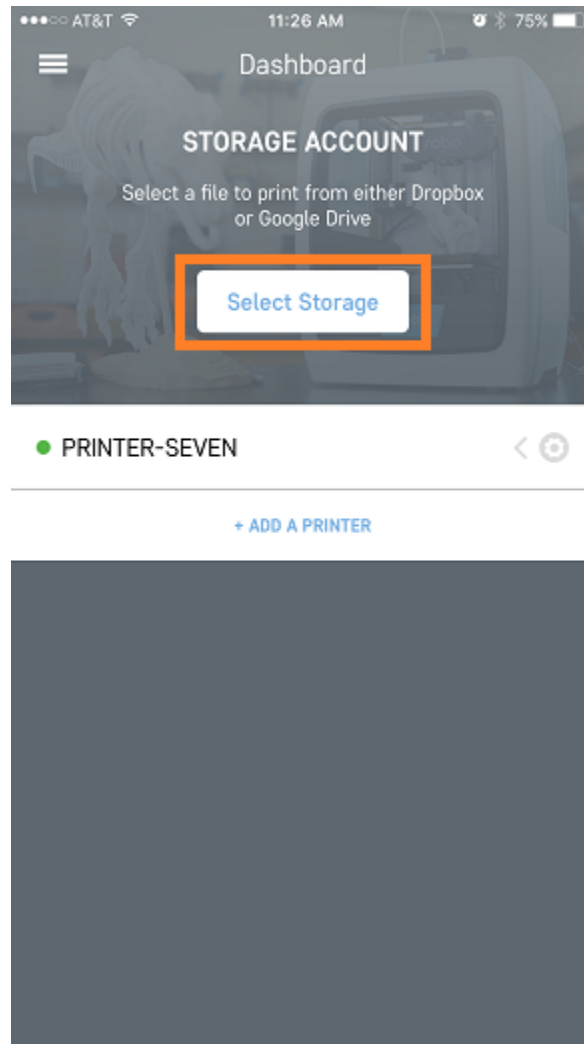 AT&T 11:26 AM 75%
Dashboard
STORAGE ACCOUNT
Select a file to print from either Dropbox
or Google Drive
Select Storage
PRINTER-SEVEN
+ ADD A PRINTER